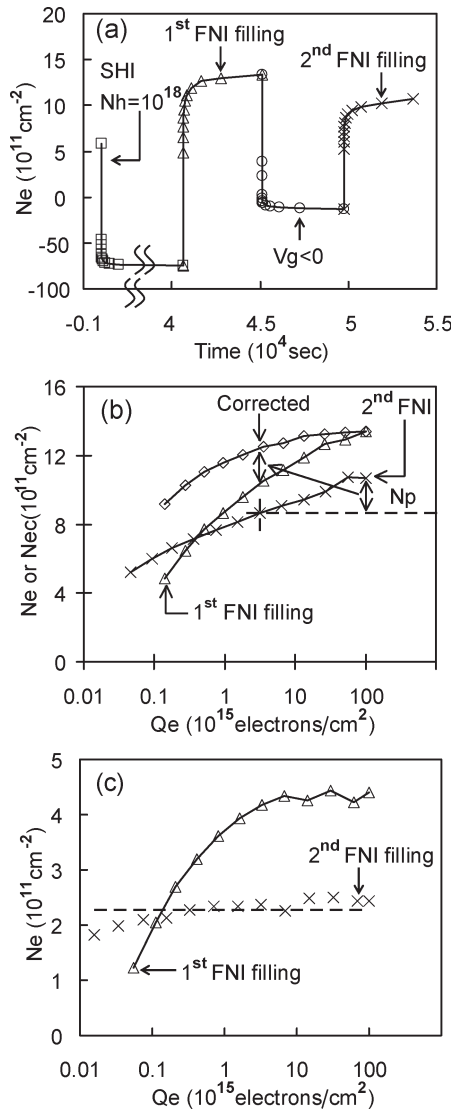 (a)
1st FNI filling
2nd FNI filling
SHI
Nh=10^18cm^-2
Vg<0
Ne (10^11cm^-2)
20
15
10
5
0
-50
-100
-0.1
4
4.5
5
5.5
Time (10^4sec)
(b)
Corrected
2nd FNI
Np
1st FNI filling
Ne or Nec(10^11cm^-2)
16
12
8
4
0
0.01
0.1
1
10
100
Qe (10^15electrons/cm^2)
(c)
2nd FNI filling
1st FNI filling
Ne (10^11cm^-2)
5
4
3
2
1
0
0.01
0.1
1
10
100
Qe (10^15electrons/cm^2)